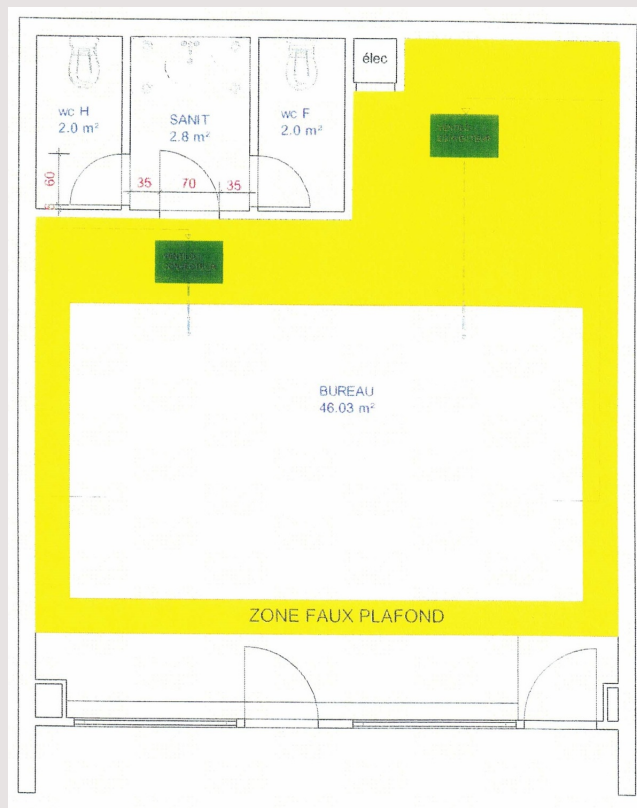 élec
wc H
2.0 m²
SANIT
2.8 m²
wc F
2.0 m²
60
5
35
70
35
BUREAU
46.03 m²
ZONE FAUX PLAFOND